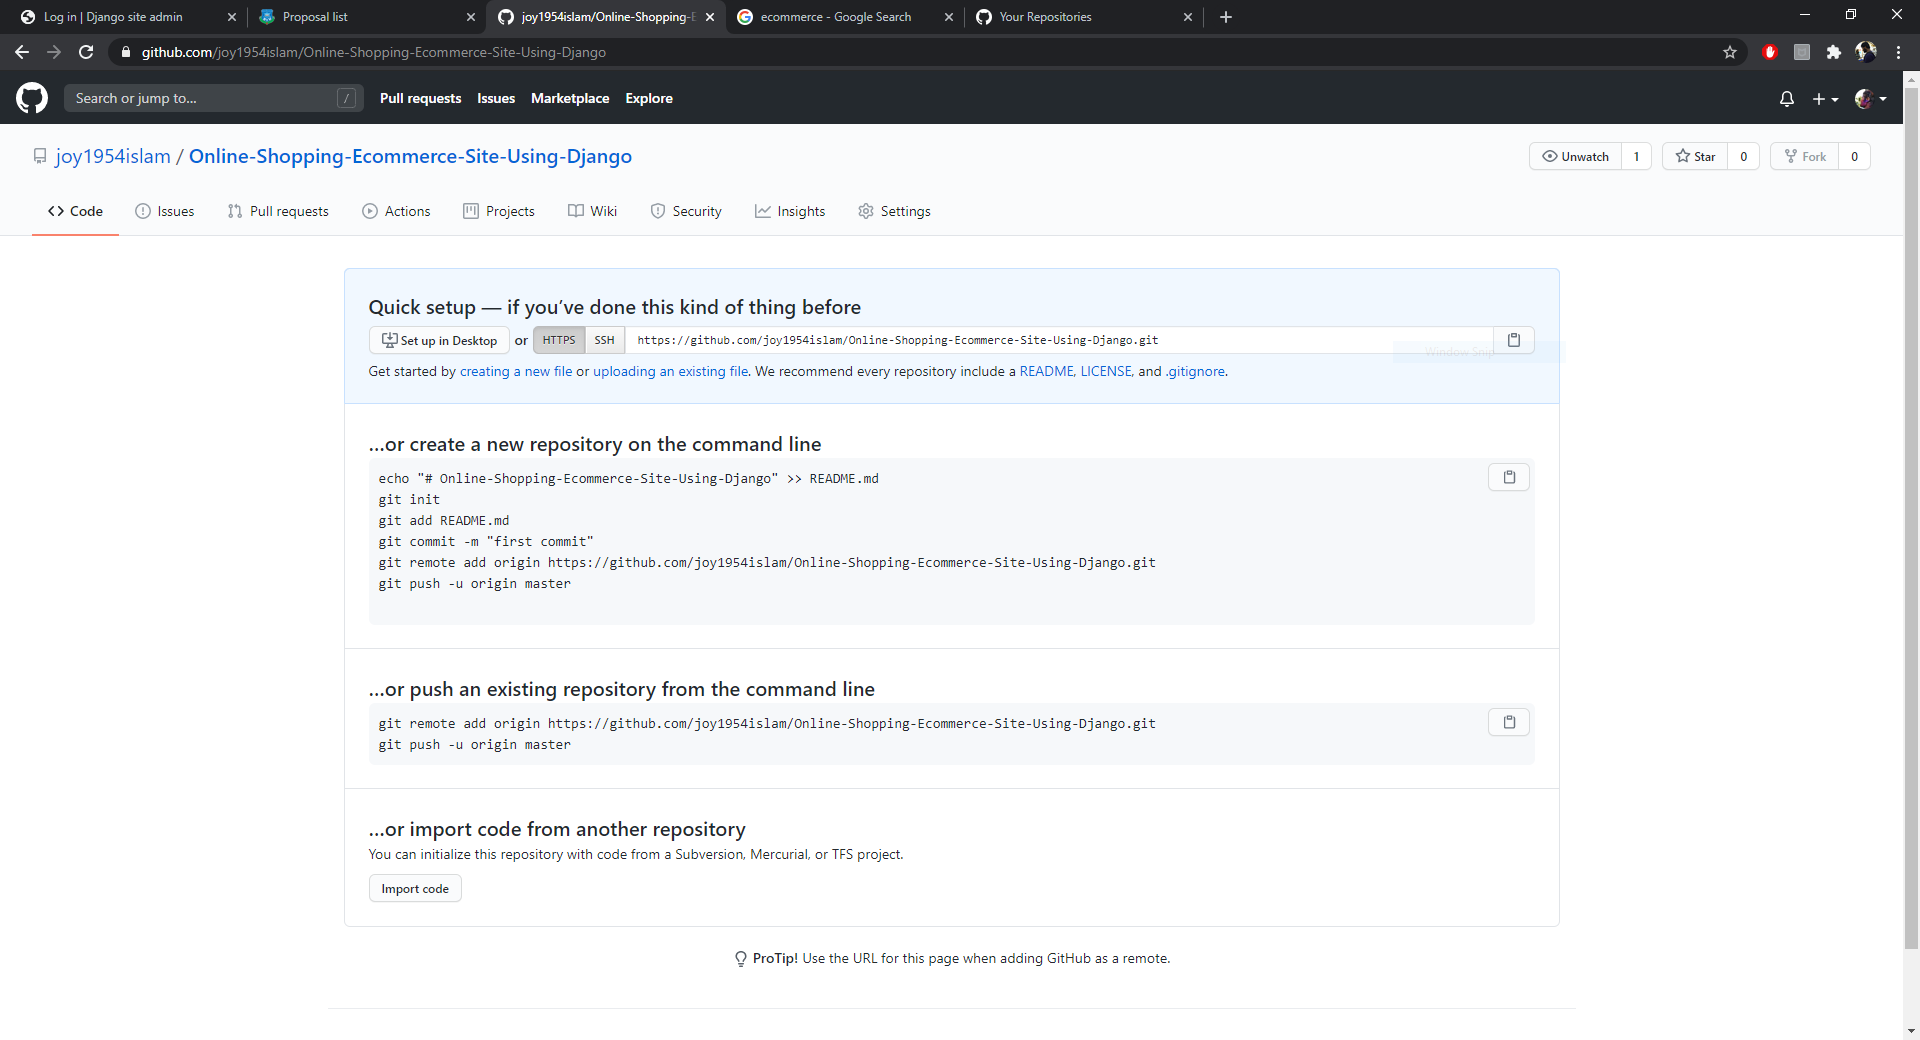 Log in | Django site admin
Proposal list
joy1954islam/Online-Shopping-E
ecommerce - Google Search
Your Repositories
github.com/joy1954islam/Online-Shopping-Ecommerce-Site-Using-Django
Search or jump to...
/
Pull requests
Issues
Marketplace
Explore
joy1954islam / Online-Shopping-Ecommerce-Site-Using-Django
Unwatch 1
Star 0
Fork 0
Code
Issues
Pull requests
Actions
Projects
Wiki
Security
Insights
Settings
Quick setup — if you’ve done this kind of thing before
Set up in Desktop or HTTPS SSH https://github.com/joy1954islam/Online-Shopping-Ecommerce-Site-Using-Django.git
Window Snip
Get started by creating a new file or uploading an existing file. We recommend every repository include a README, LICENSE, and .gitignore.
…or create a new repository on the command line
echo "# Online-Shopping-Ecommerce-Site-Using-Django" >> README.md
git init
git add README.md
git commit -m "first commit"
git remote add origin https://github.com/joy1954islam/Online-Shopping-Ecommerce-Site-Using-Django.git
git push -u origin master
…or push an existing repository from the command line
git remote add origin https://github.com/joy1954islam/Online-Shopping-Ecommerce-Site-Using-Django.git
git push -u origin master
…or import code from another repository
You can initialize this repository with code from a Subversion, Mercurial, or TFS project.
Import code
ProTip! Use the URL for this page when adding GitHub as a remote.